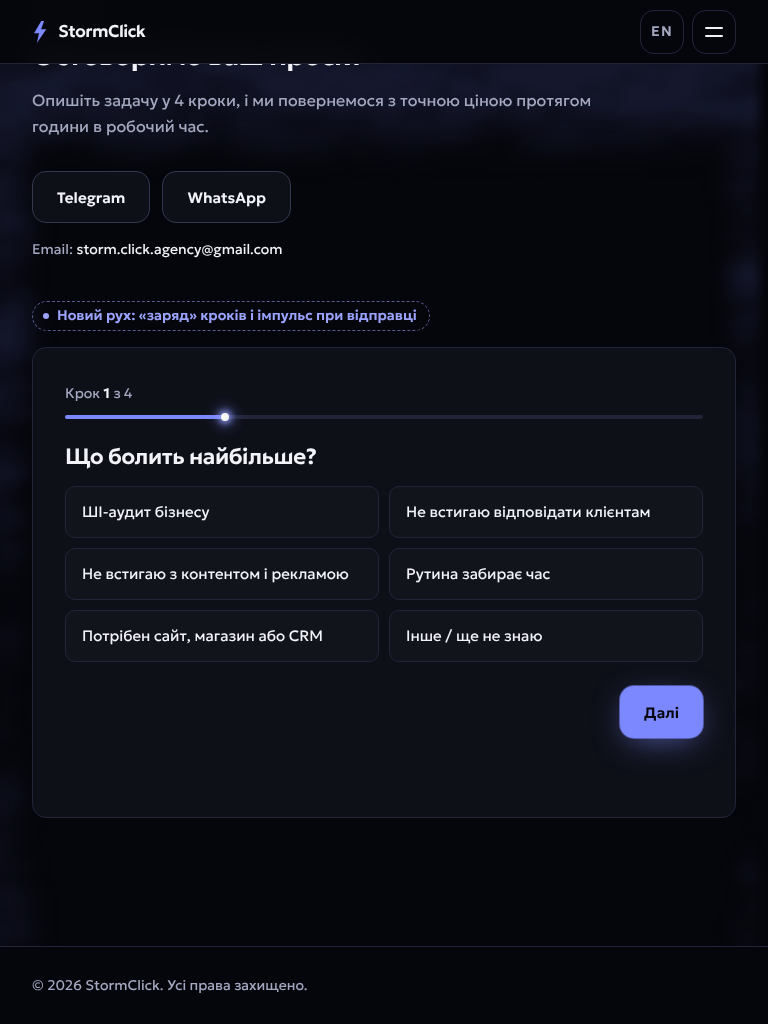 StormClick
EN
Опишіть задачу у 4 кроки, і ми повернемося з точною ціною протягом
години в робочий час.
Telegram
WhatsApp
Email: storm.click.agency@gmail.com
Новий рух: «заряд» кроків і імпульс при відправці
Крок 1 з 4
Що болить найбільше?
ШІ-аудит бізнесу
Не встигаю відповідати клієнтам
Не встигаю з контентом і рекламою
Рутина забирає час
Потрібен сайт, магазин або CRM
Інше / ще не знаю
Далі
© 2026 StormClick. Усі права захищено.